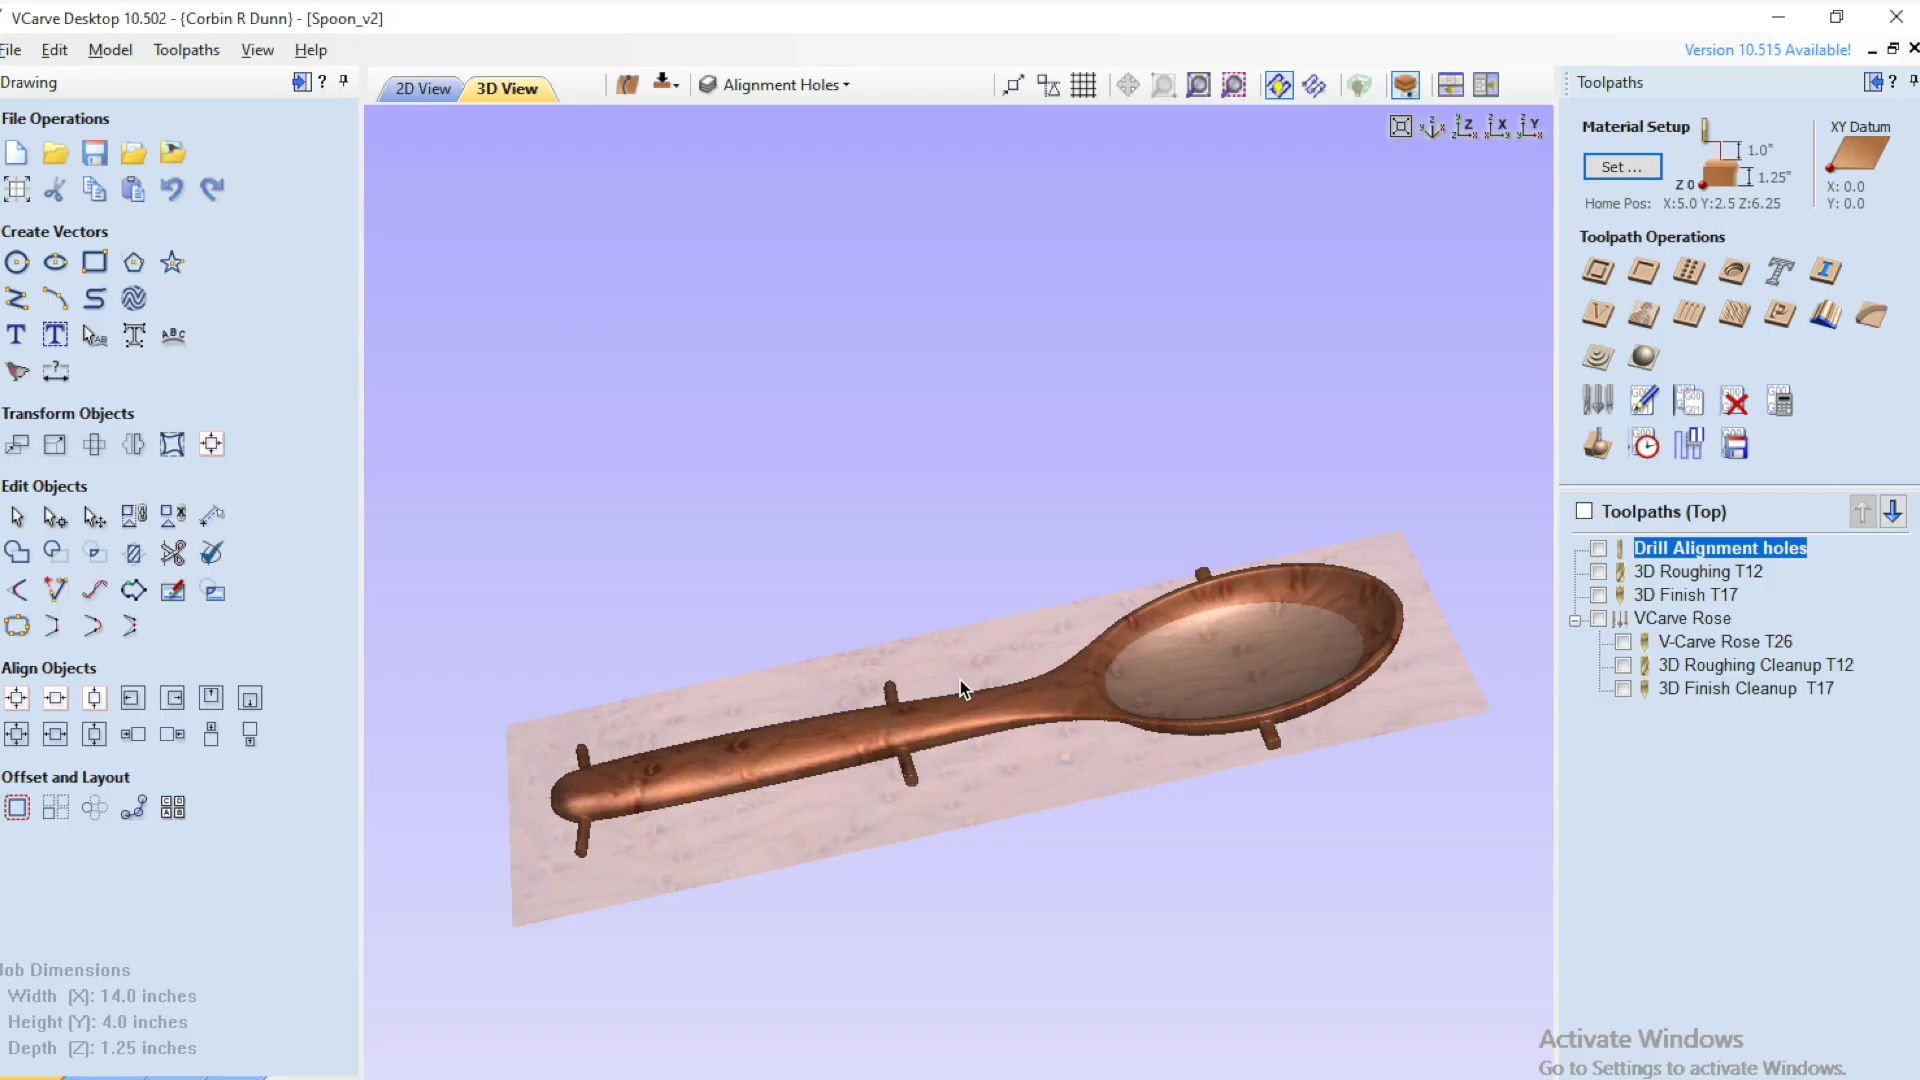 VCarve Desktop 10.502 - {Corbin R Dunn} - [Spoon_v2]
File Edit Model Toolpaths View Help
Version 10.515 Available!
Drawing
2D View
3D View
Alignment Holes
Toolpaths
File Operations
Create Vectors
Transform Objects
Edit Objects
Align Objects
Offset and Layout
Job Dimensions
Width (X): 14.0 inches
Height (Y): 4.0 inches
Depth (Z): 1.25 inches
Material Setup
Set ...
1.0"
1.25"
Z 0
Home Pos: X:5.0 Y:2.5 Z:6.25
XY Datum
X: 0.0
Y: 0.0
Toolpath Operations
Toolpaths (Top)
Drill Alignment holes
3D Roughing T12
3D Finish T17
VCarve Rose
V-Carve Rose T26
3D Roughing Cleanup T12
3D Finish Cleanup T17
Activate Windows
Go to Settings to activate Windows.